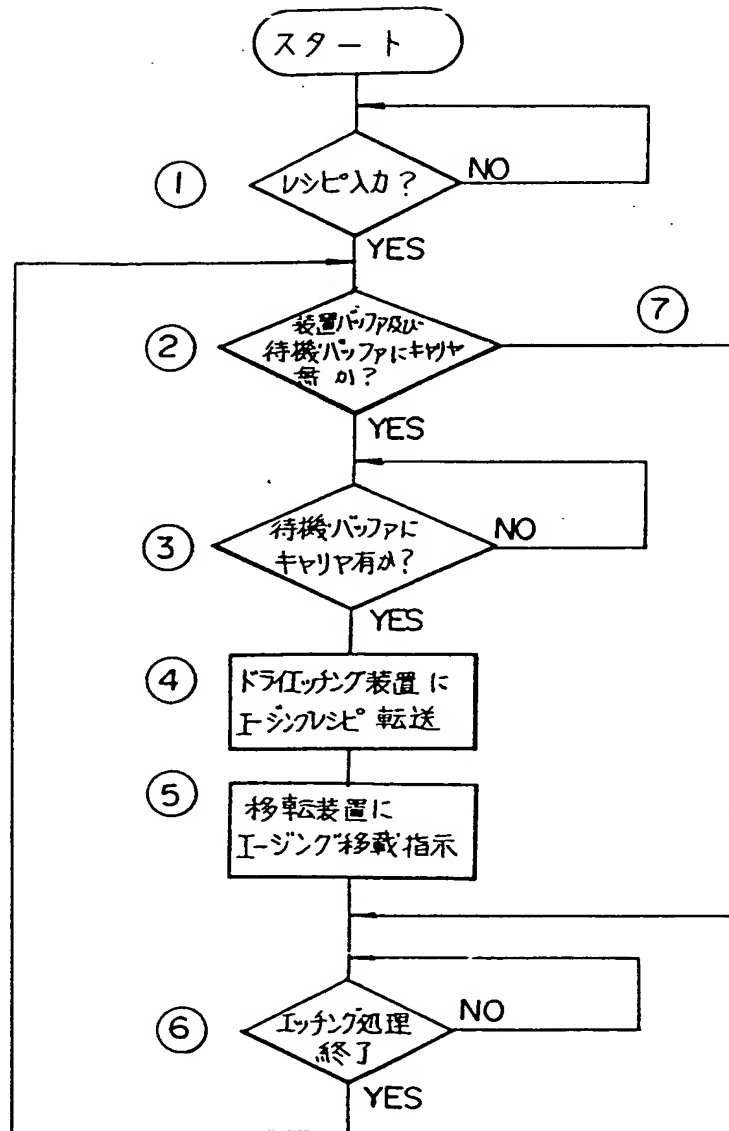 スタート
① レシピ入力? NO
YES
⑦
② 装置バッファ及び
待機バッファにキャリヤ
無か?
YES
③ 待機バッファに
キャリヤ有か? NO
YES
④ ドライエッチング装置に
エージングレシピ転送
⑤ 移転装置に
エージング移載指示
⑥ エッチング処理
終了 NO
YES